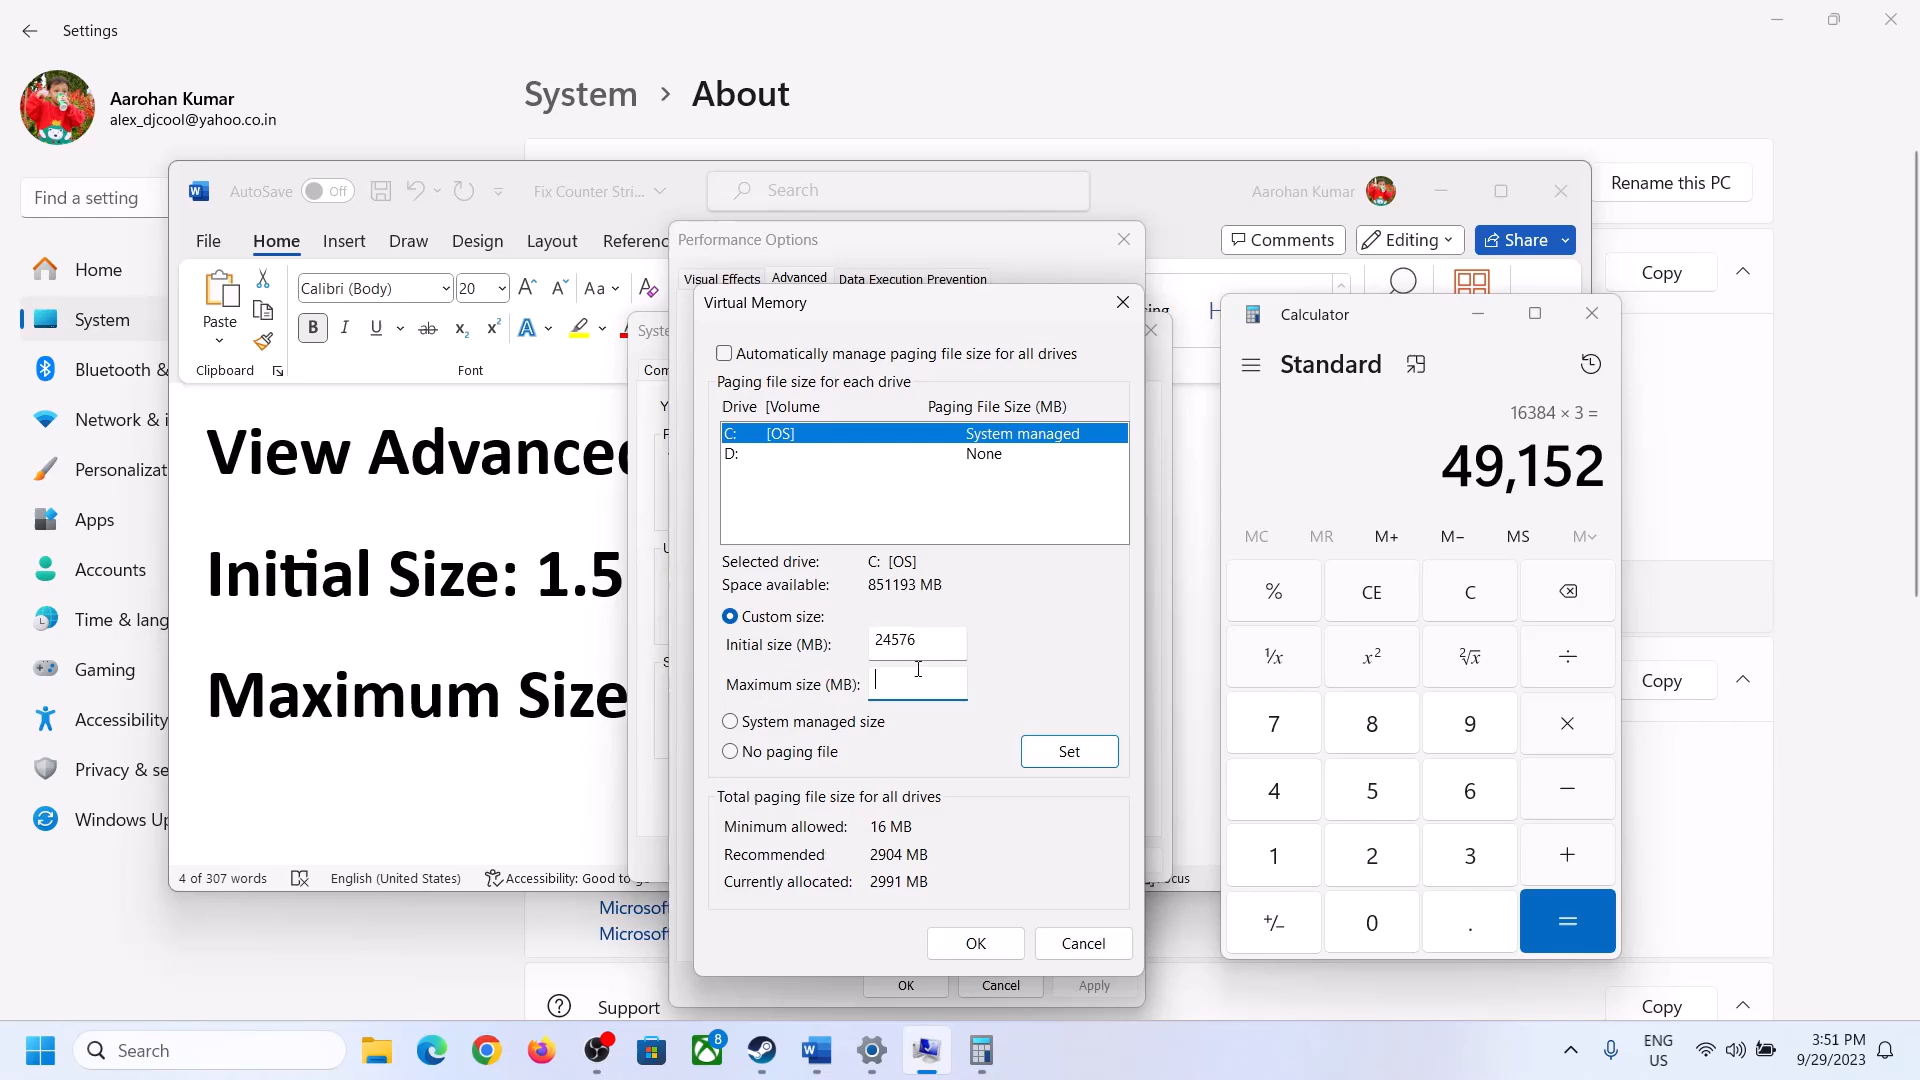 Settings
Aarohan Kumar
alex_djcool@yahoo.co.in
System > About
Find a setting
Rename this PC
Home
System
Bluetooth &
Network & i
Personalizat
Apps
Accounts
Time & lang
Gaming
Accessibility
Privacy & se
Windows Up
AutoSave Off
Fix Counter Stri...
Search
Aarohan Kumar
File Home Insert Draw Design Layout Referenc
Comments Editing Share
Paste
Calibri (Body) 20
Clipboard Font
View Advanced
Initial Size: 1.5
Maximum Size
4 of 307 words English (United States) Accessibility: Good to
Performance Options
Visual Effects Advanced Data Execution Prevention
Virtual Memory
Automatically manage paging file size for all drives
Paging file size for each drive
Drive [Volume Paging File Size (MB)
C: [OS] System managed
D: None
Selected drive: C: [OS]
Space available: 851193 MB
Custom size:
Initial size (MB): 24576
Maximum size (MB):
System managed size
No paging file
Set
Total paging file size for all drives
Minimum allowed: 16 MB
Recommended 2904 MB
Currently allocated: 2991 MB
OK Cancel
OK Cancel Apply
Calculator
Standard
16384 × 3 =
49,152
MC MR M+ M− MS M
% CE C
¹/x x² ²√x ÷
7 8 9 ×
4 5 6 −
1 2 3 +
+/− 0 . =
Copy
Copy
Copy
Support
Search
8
ENG
US
3:51 PM
9/29/2023